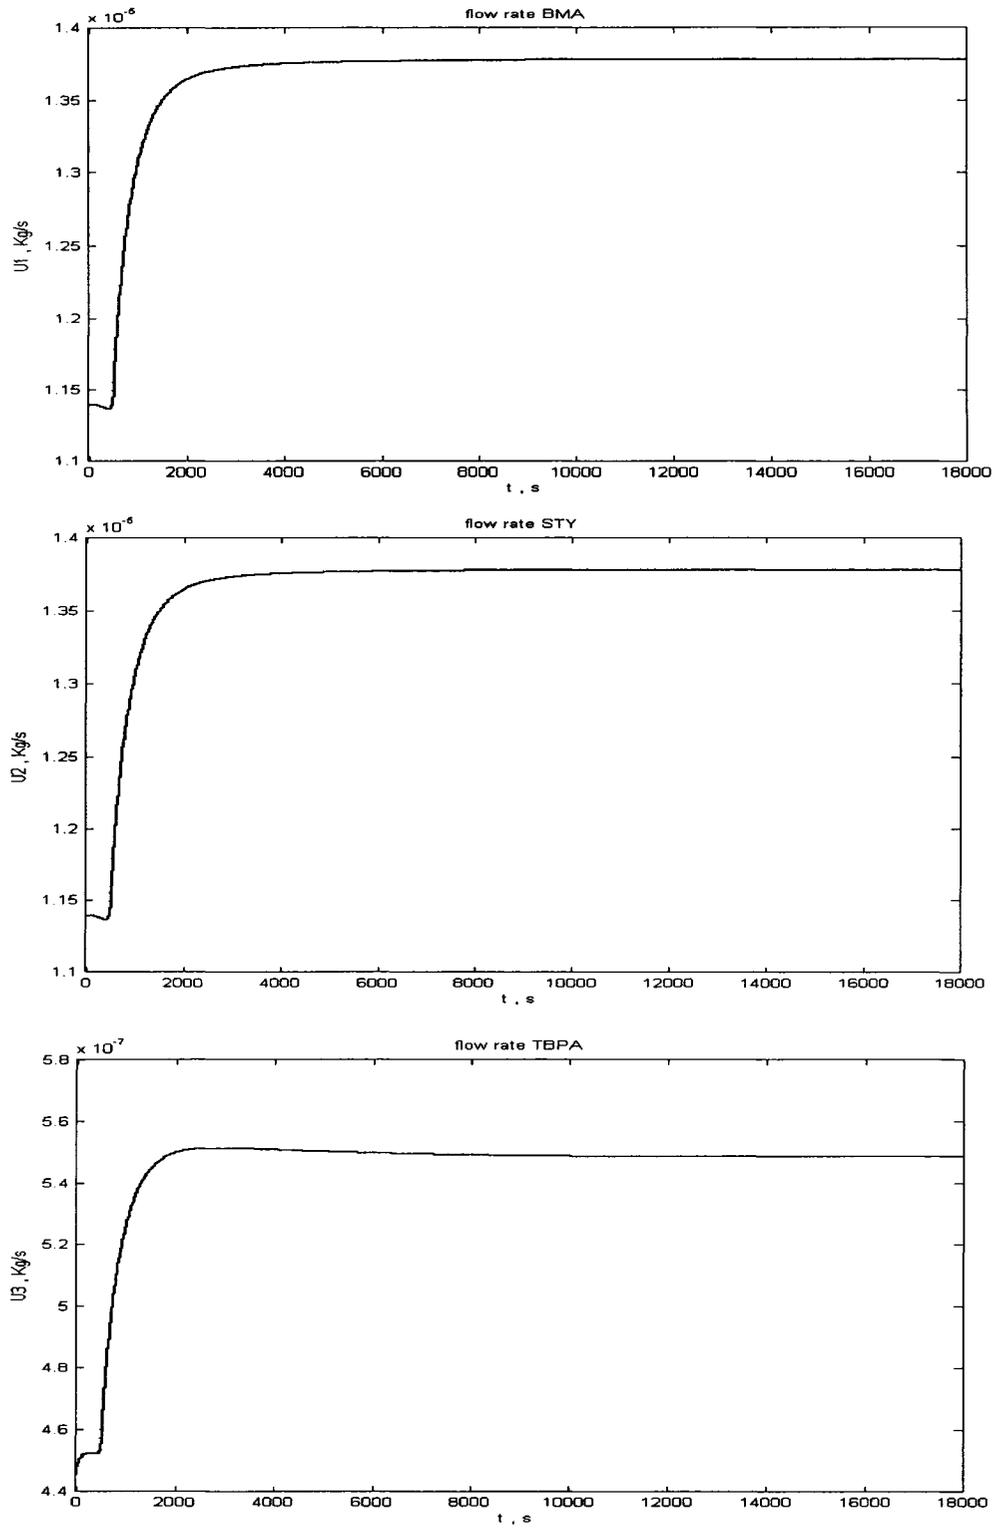 flow rate BMA
x 10⁻⁶
1.4
1.35
1.3
1.25
1.2
1.15
1.1
U1 , Kg/s
0 2000 4000 6000 8000 10000 12000 14000 16000 18000
t , s
flow rate STY
x 10⁻⁶
1.4
1.35
1.3
1.25
1.2
1.15
1.1
U2 , Kg/s
0 2000 4000 6000 8000 10000 12000 14000 16000 18000
t , s
flow rate TBPA
x 10⁻⁷
5.8
5.6
5.4
5.2
5
4.8
4.6
4.4
U3 , Kg/s
0 2000 4000 6000 8000 10000 12000 14000 16000 18000
t , s